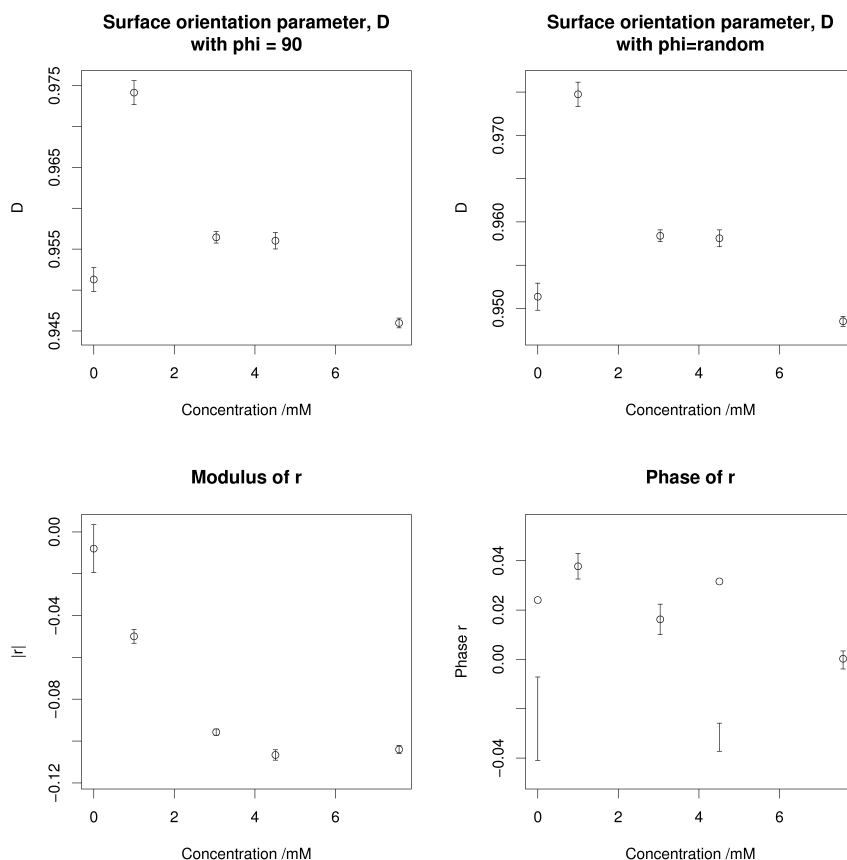 Surface orientation parameter, D
with phi = 90
0.975
0.965
0.955
0.945
D
0 2 4 6
Concentration /mM
Surface orientation parameter, D
with phi=random
0.970
0.960
0.950
D
0 2 4 6
Concentration /mM
Modulus of r
0.00
−0.04
−0.08
−0.12
|r|
0 2 4 6
Concentration /mM
Phase of r
0.04
0.02
0.00
−0.04
Phase r
0 2 4 6
Concentration /mM